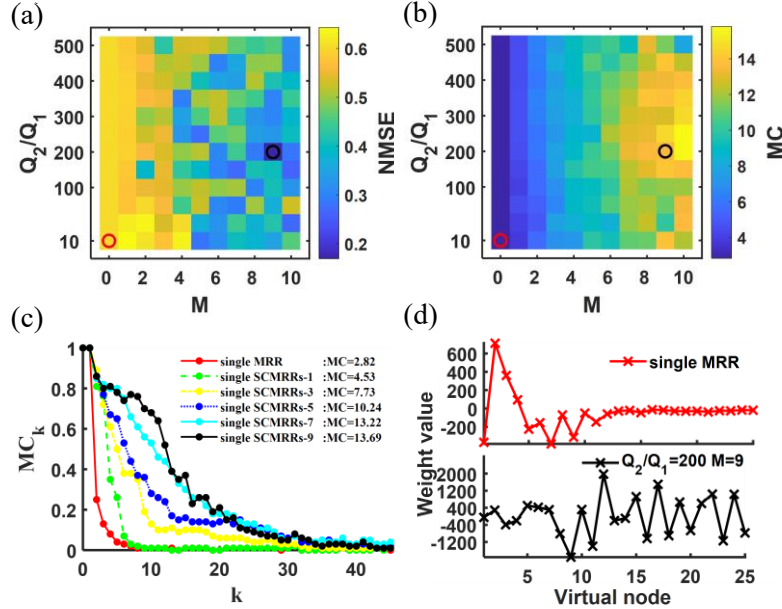 (a)
500
400
300
200
100
10
Q2/Q1
0 2 4 6 8 10
M
0.6
0.5
0.4
0.3
0.2
NMSE
(b)
500
400
300
200
100
10
Q2/Q1
0 2 4 6 8 10
M
14
12
10
8
6
4
MC
(c)
1
0.8
0.6
0.4
0.2
0
MCk
0 10 20 30 40
k
single MRR :MC=2.82
single SCMRRs-1 :MC=4.53
single SCMRRs-3 :MC=7.73
single SCMRRs-5 :MC=10.24
single SCMRRs-7 :MC=13.22
single SCMRRs-9 :MC=13.69
(d)
600
400
200
0
-200
single MRR
Weight value
2000
1200
400
-400
-1200
Q2/Q1=200 M=9
5 10 15 20 25
Virtual node